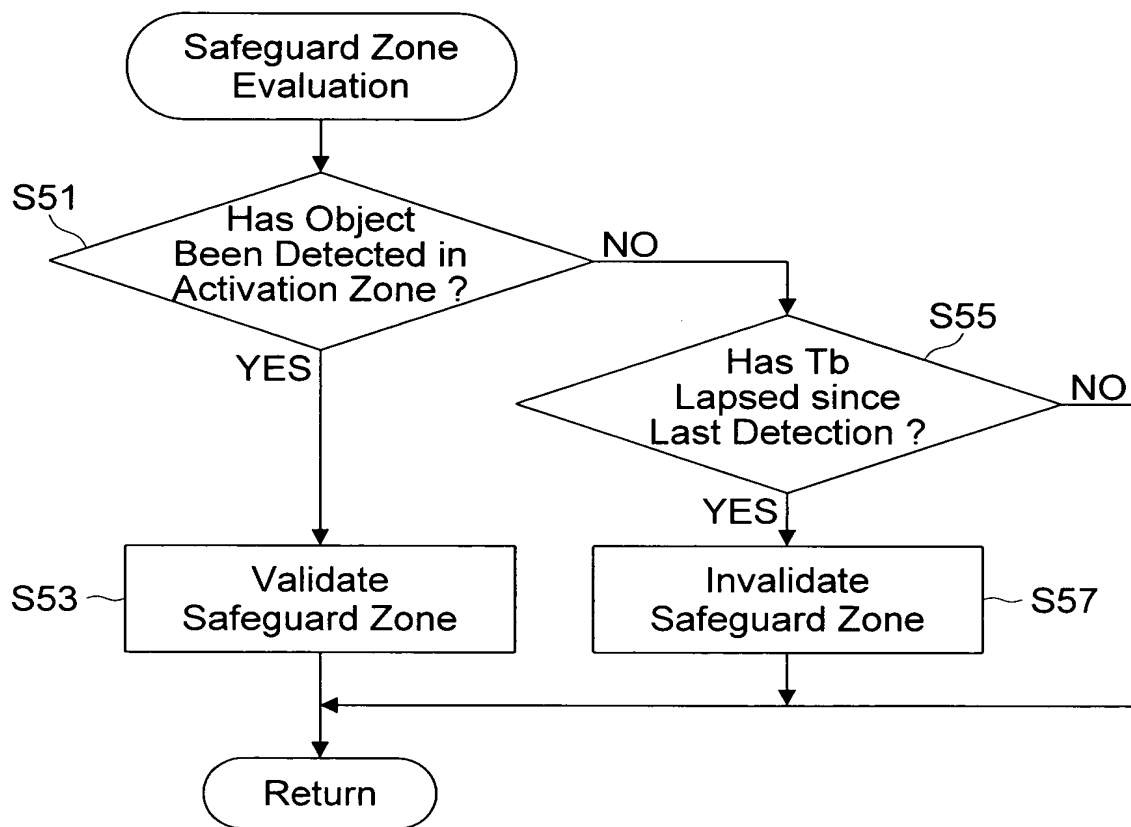 Safeguard Zone
Evaluation
S51
Has Object
Been Detected in
Activation Zone ?
NO
YES
S55
Has Tb
Lapsed since
Last Detection ?
NO
YES
S53
Validate
Safeguard Zone
Invalidate
Safeguard Zone
S57
Return